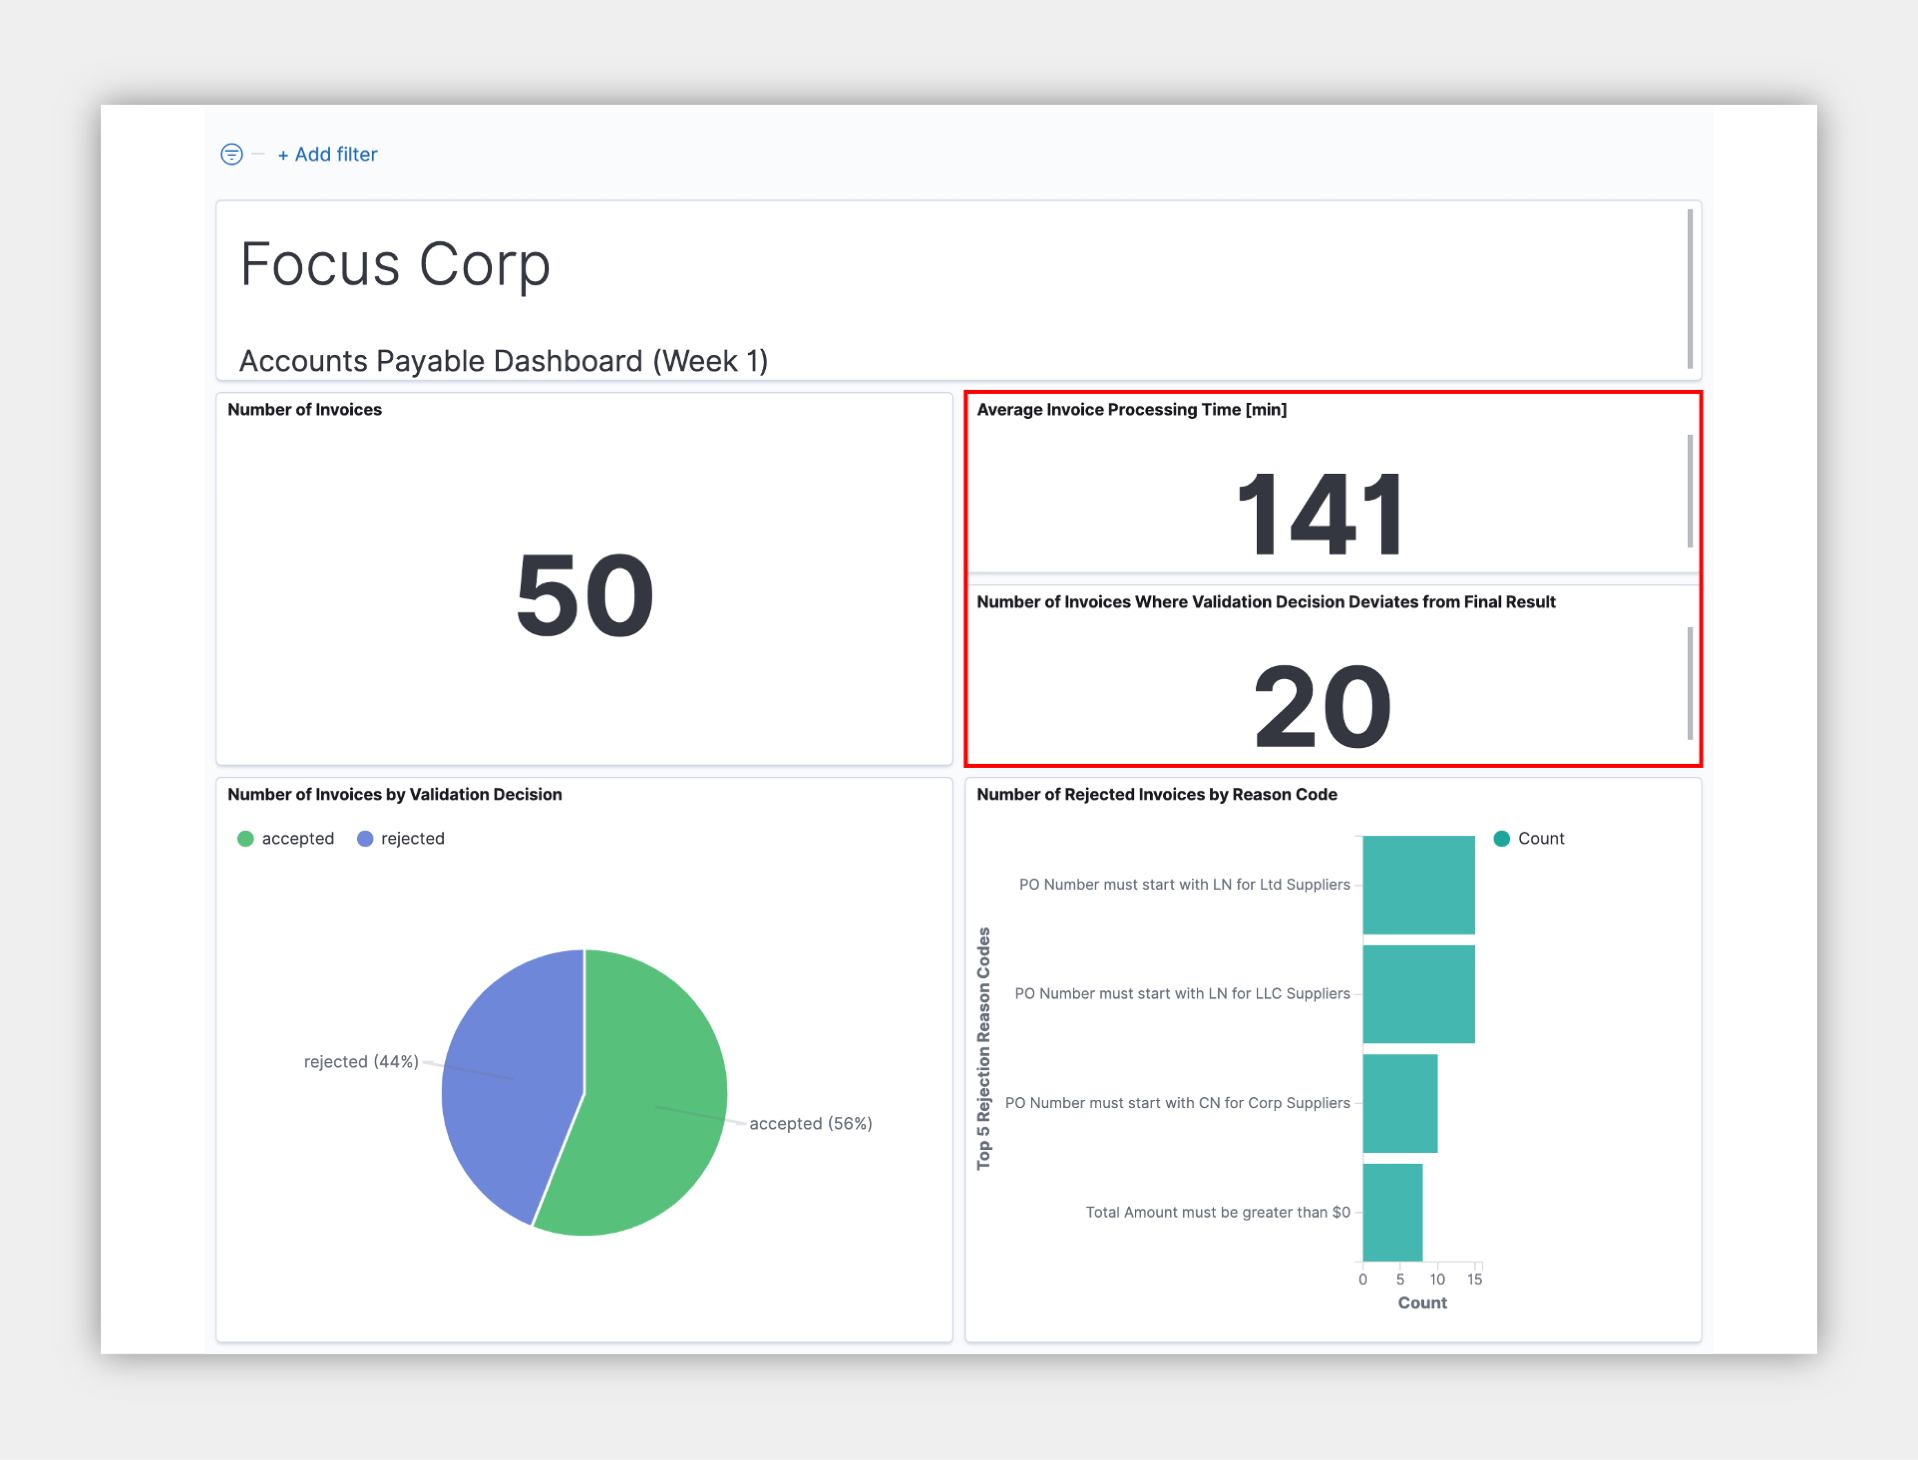 + Add filter
Focus Corp
Accounts Payable Dashboard (Week 1)
Number of Invoices
50
Average Invoice Processing Time [min]
141
Number of Invoices Where Validation Decision Deviates from Final Result
20
Number of Invoices by Validation Decision
accepted
rejected
rejected (44%)
accepted (56%)
Number of Rejected Invoices by Reason Code
Count
Top 5 Rejection Reason Codes
PO Number must start with LN for Ltd Suppliers
PO Number must start with LN for LLC Suppliers
PO Number must start with CN for Corp Suppliers
Total Amount must be greater than $0
0 5 10 15
Count